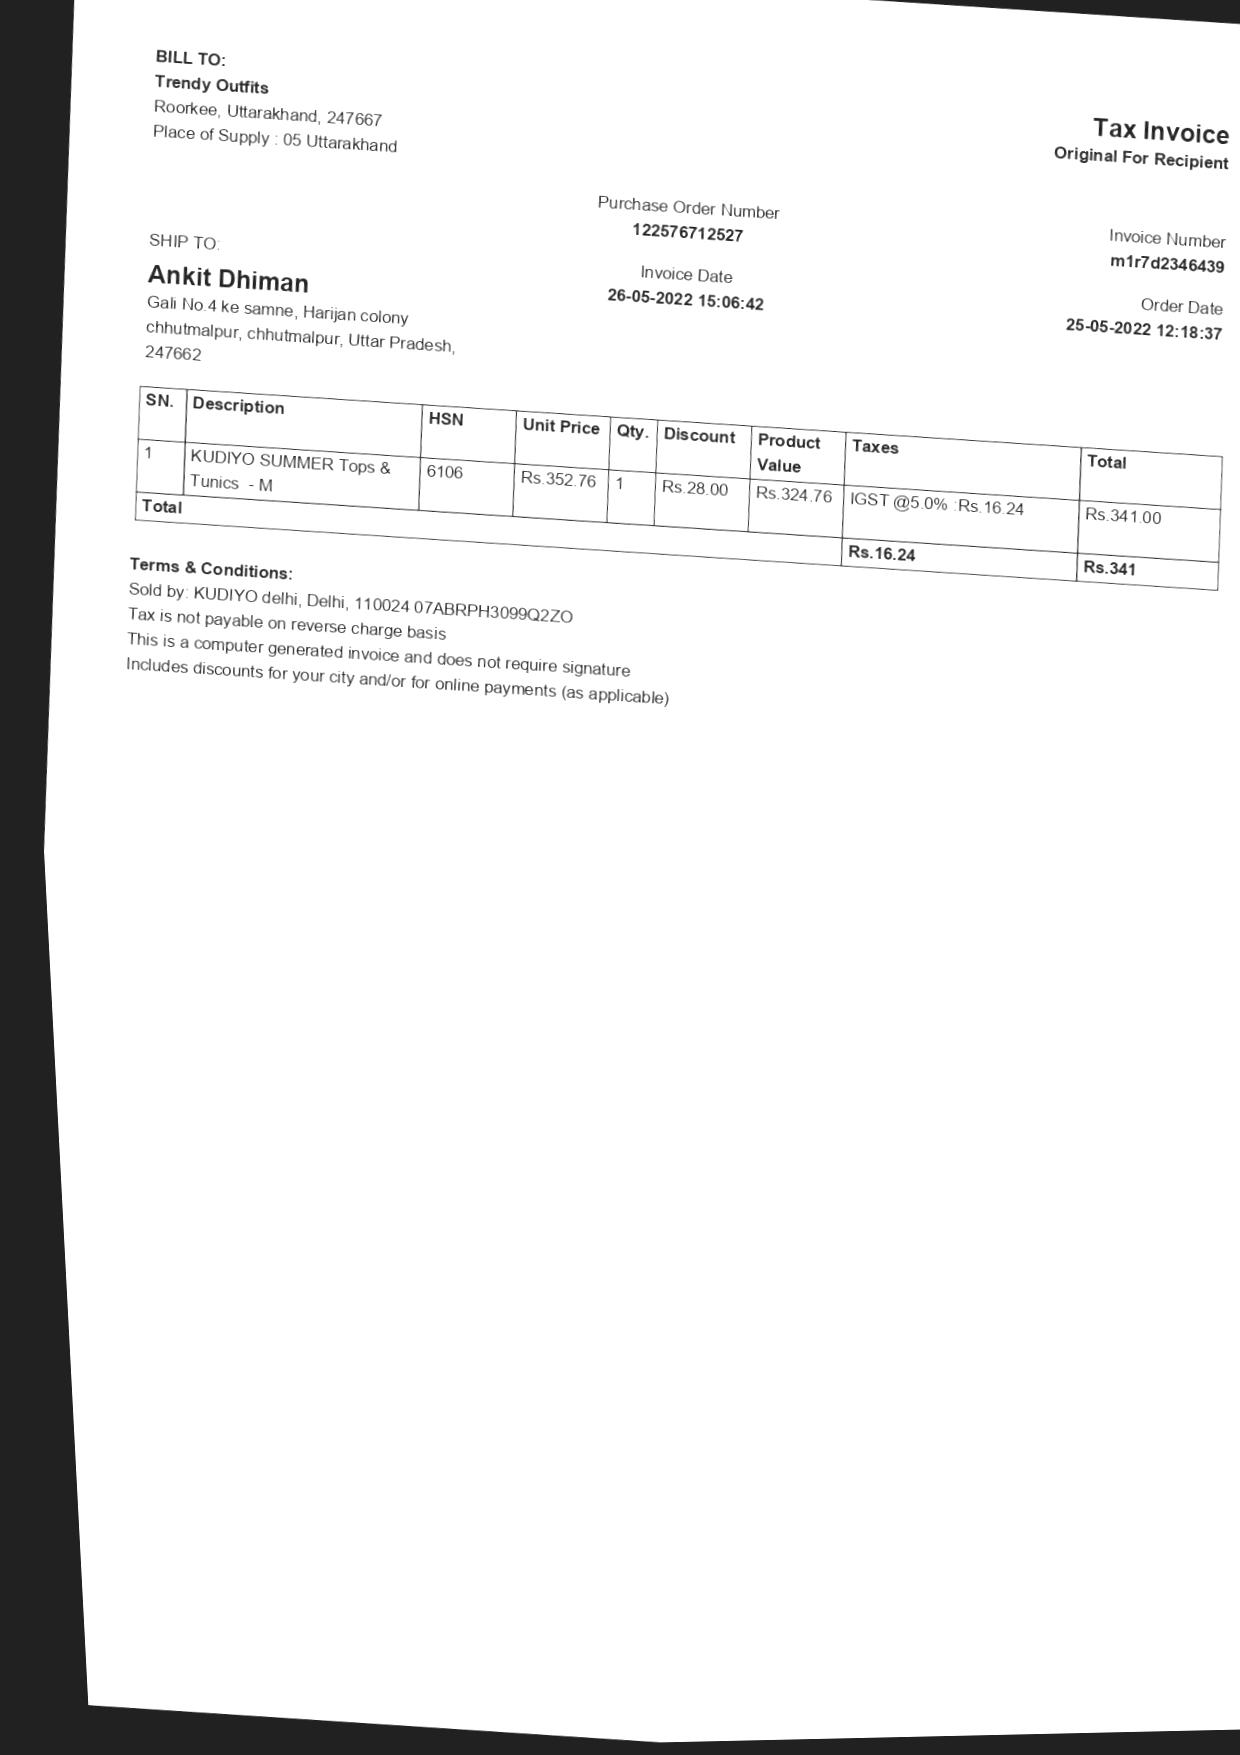 BILL TO:
Trendy Outfits
Roorkee, Uttarakhand, 247667
Place of Supply : 05 Uttarakhand
Tax Invoice
Original For Recipient
SHIP TO:
Ankit Dhiman
Gali No.4 ke samne, Harijan colony
chhutmalpur, chhutmalpur, Uttar Pradesh,
247662
Purchase Order Number
122576712527
Invoice Date
26-05-2022 15:06:42
Invoice Number
m1r7d2346439
Order Date
25-05-2022 12:18:37
SN. Description HSN Unit Price Qty. Discount Product Value Taxes Total
1 KUDIYO SUMMER Tops & Tunics - M 6106 Rs.352.76 1 Rs.28.00 Rs.324.76 IGST @5.0% :Rs.16.24 Rs.341.00
Total Rs.16.24 Rs.341
Terms & Conditions:
Sold by: KUDIYO delhi, Delhi, 110024 07ABRPH3099Q2ZO
Tax is not payable on reverse charge basis
This is a computer generated invoice and does not require signature
Includes discounts for your city and/or for online payments (as applicable)